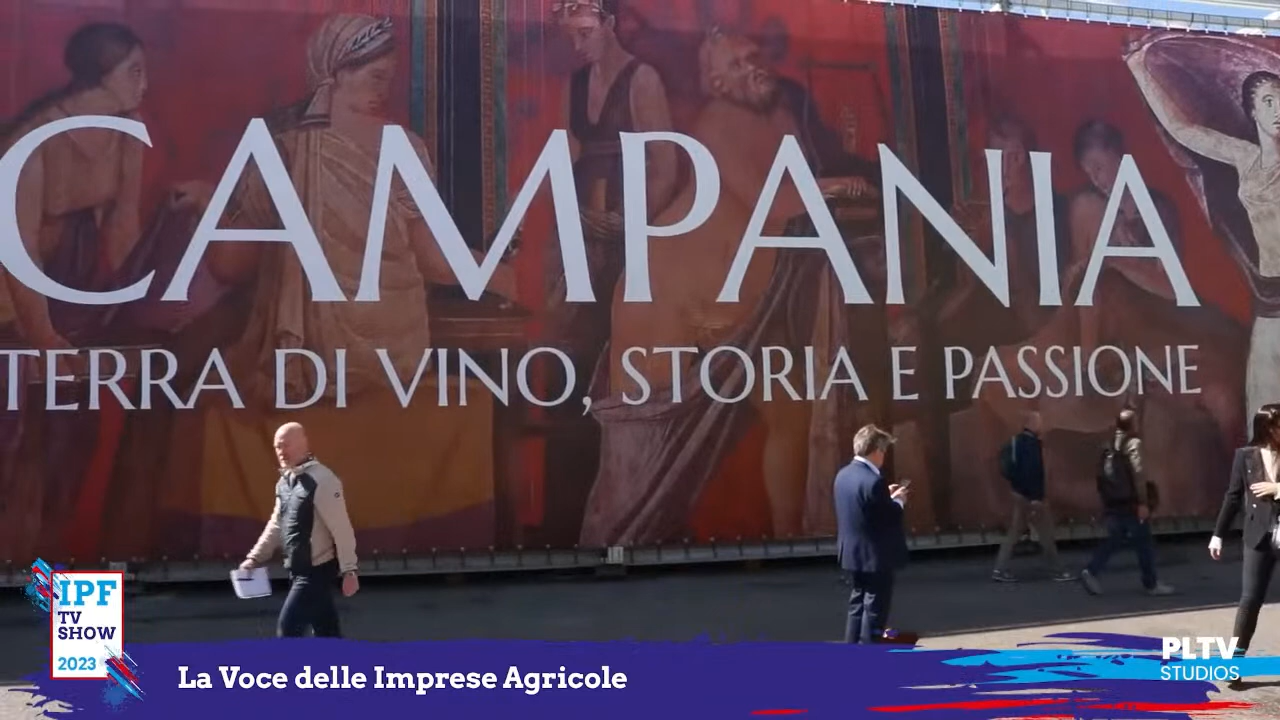 CAMPANIA
TERRA DI VINO, STORIA E PASSIONE
IPF
TV
SHOW
2023
La Voce delle Imprese Agricole
PLTV
STUDIOS